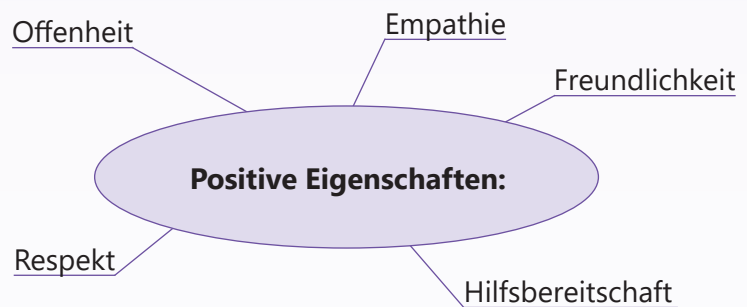 Offenheit
Empathie
Freundlichkeit
Positive Eigenschaften:
Respekt
Hilfsbereitschaft